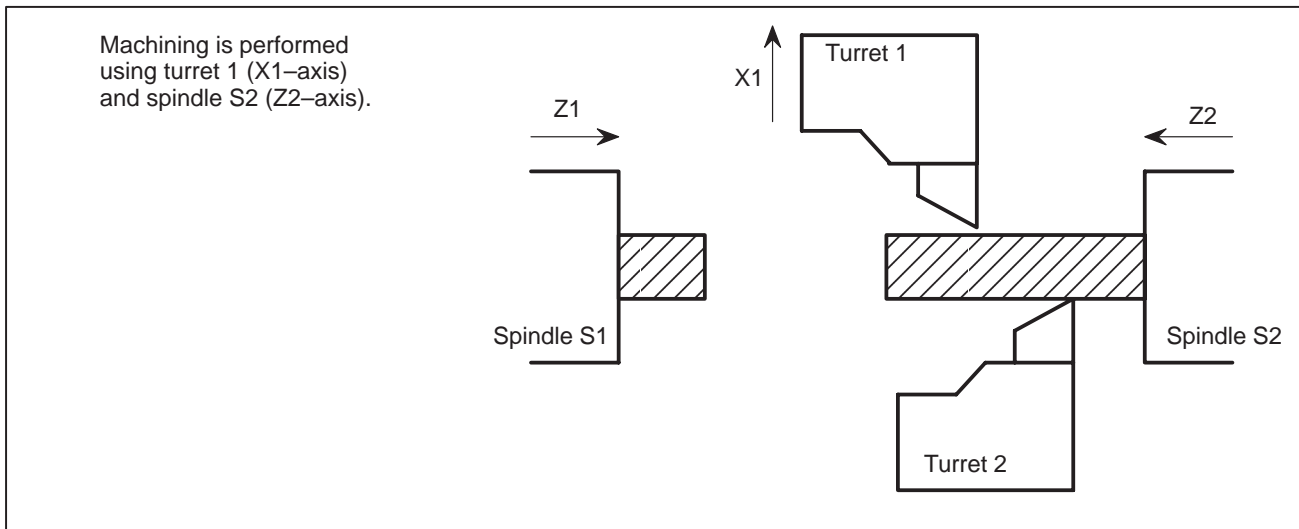 Machining is performed
using turret 1 (X1–axis)
and spindle S2 (Z2–axis).
X1
Turret 1
Z1
Z2
Spindle S1
Spindle S2
Turret 2